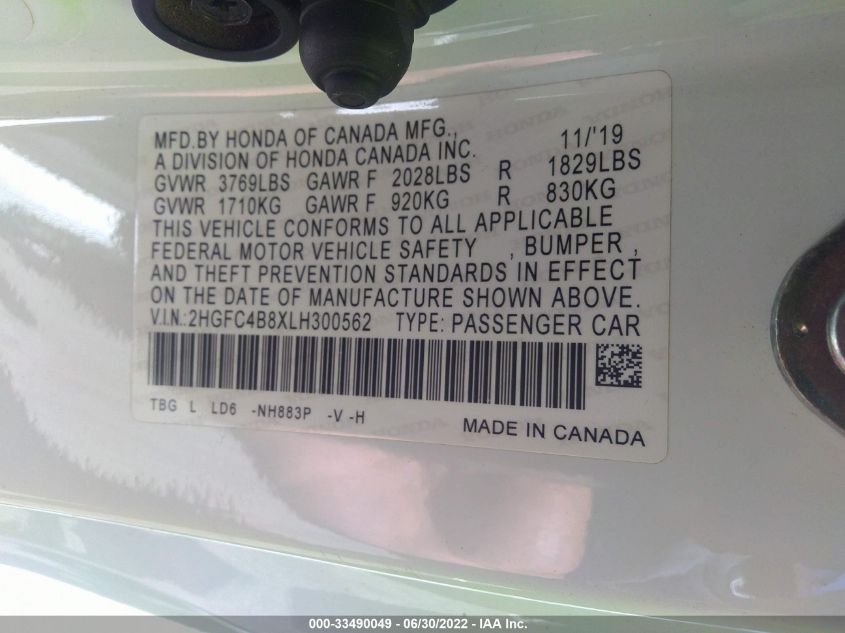 MFD.BY HONDA OF CANADA MFG., 11/'19
A DIVISION OF HONDA CANADA INC.
GVWR 3769LBS GAWR F 2028LBS R 1829LBS
GVWR 1710KG GAWR F 920KG R 830KG
THIS VEHICLE CONFORMS TO ALL APPLICABLE
FEDERAL MOTOR VEHICLE SAFETY , BUMPER ,
AND THEFT PREVENTION STANDARDS IN EFFECT
ON THE DATE OF MANUFACTURE SHOWN ABOVE.
V.I.N.:2HGFC4B8XLH300562 TYPE: PASSENGER CAR
TBG L LD6 -NH883P -V -H
MADE IN CANADA
000-33490049 - 06/30/2022 - IAA Inc.